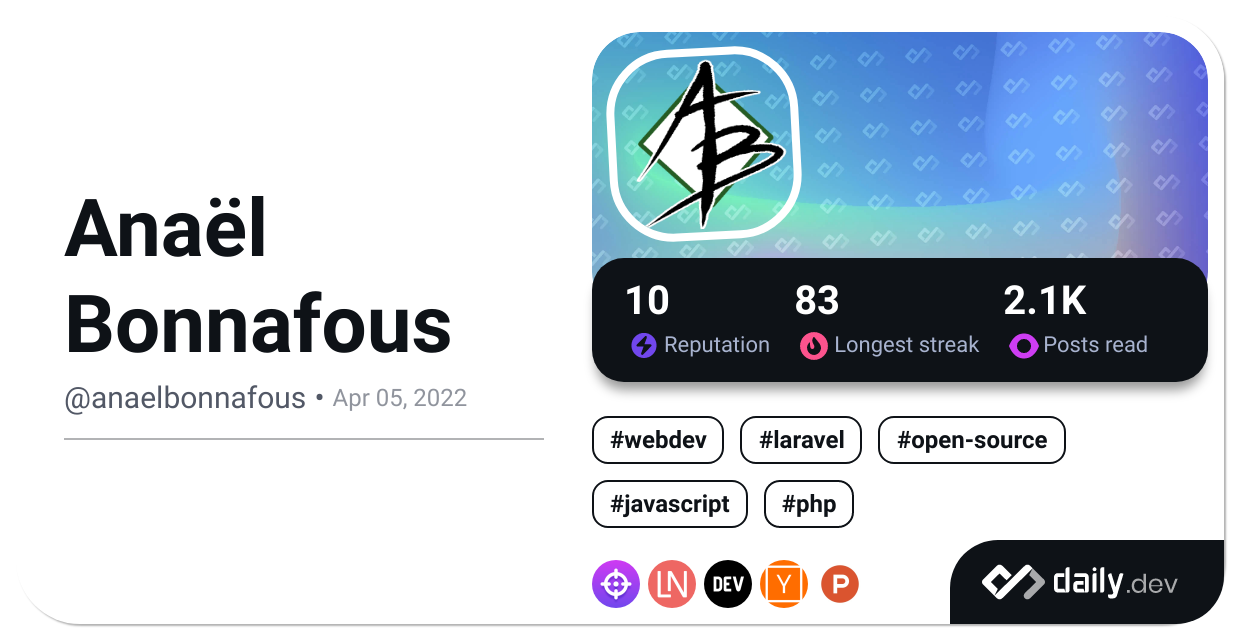 Anaël
Bonnafous
@anaelbonnafous • Apr 05, 2022
AB
10 83 2.1K
Reputation Longest streak Posts read
#webdev #laravel #open-source
#javascript #php
LN DEV Y P
daily.dev